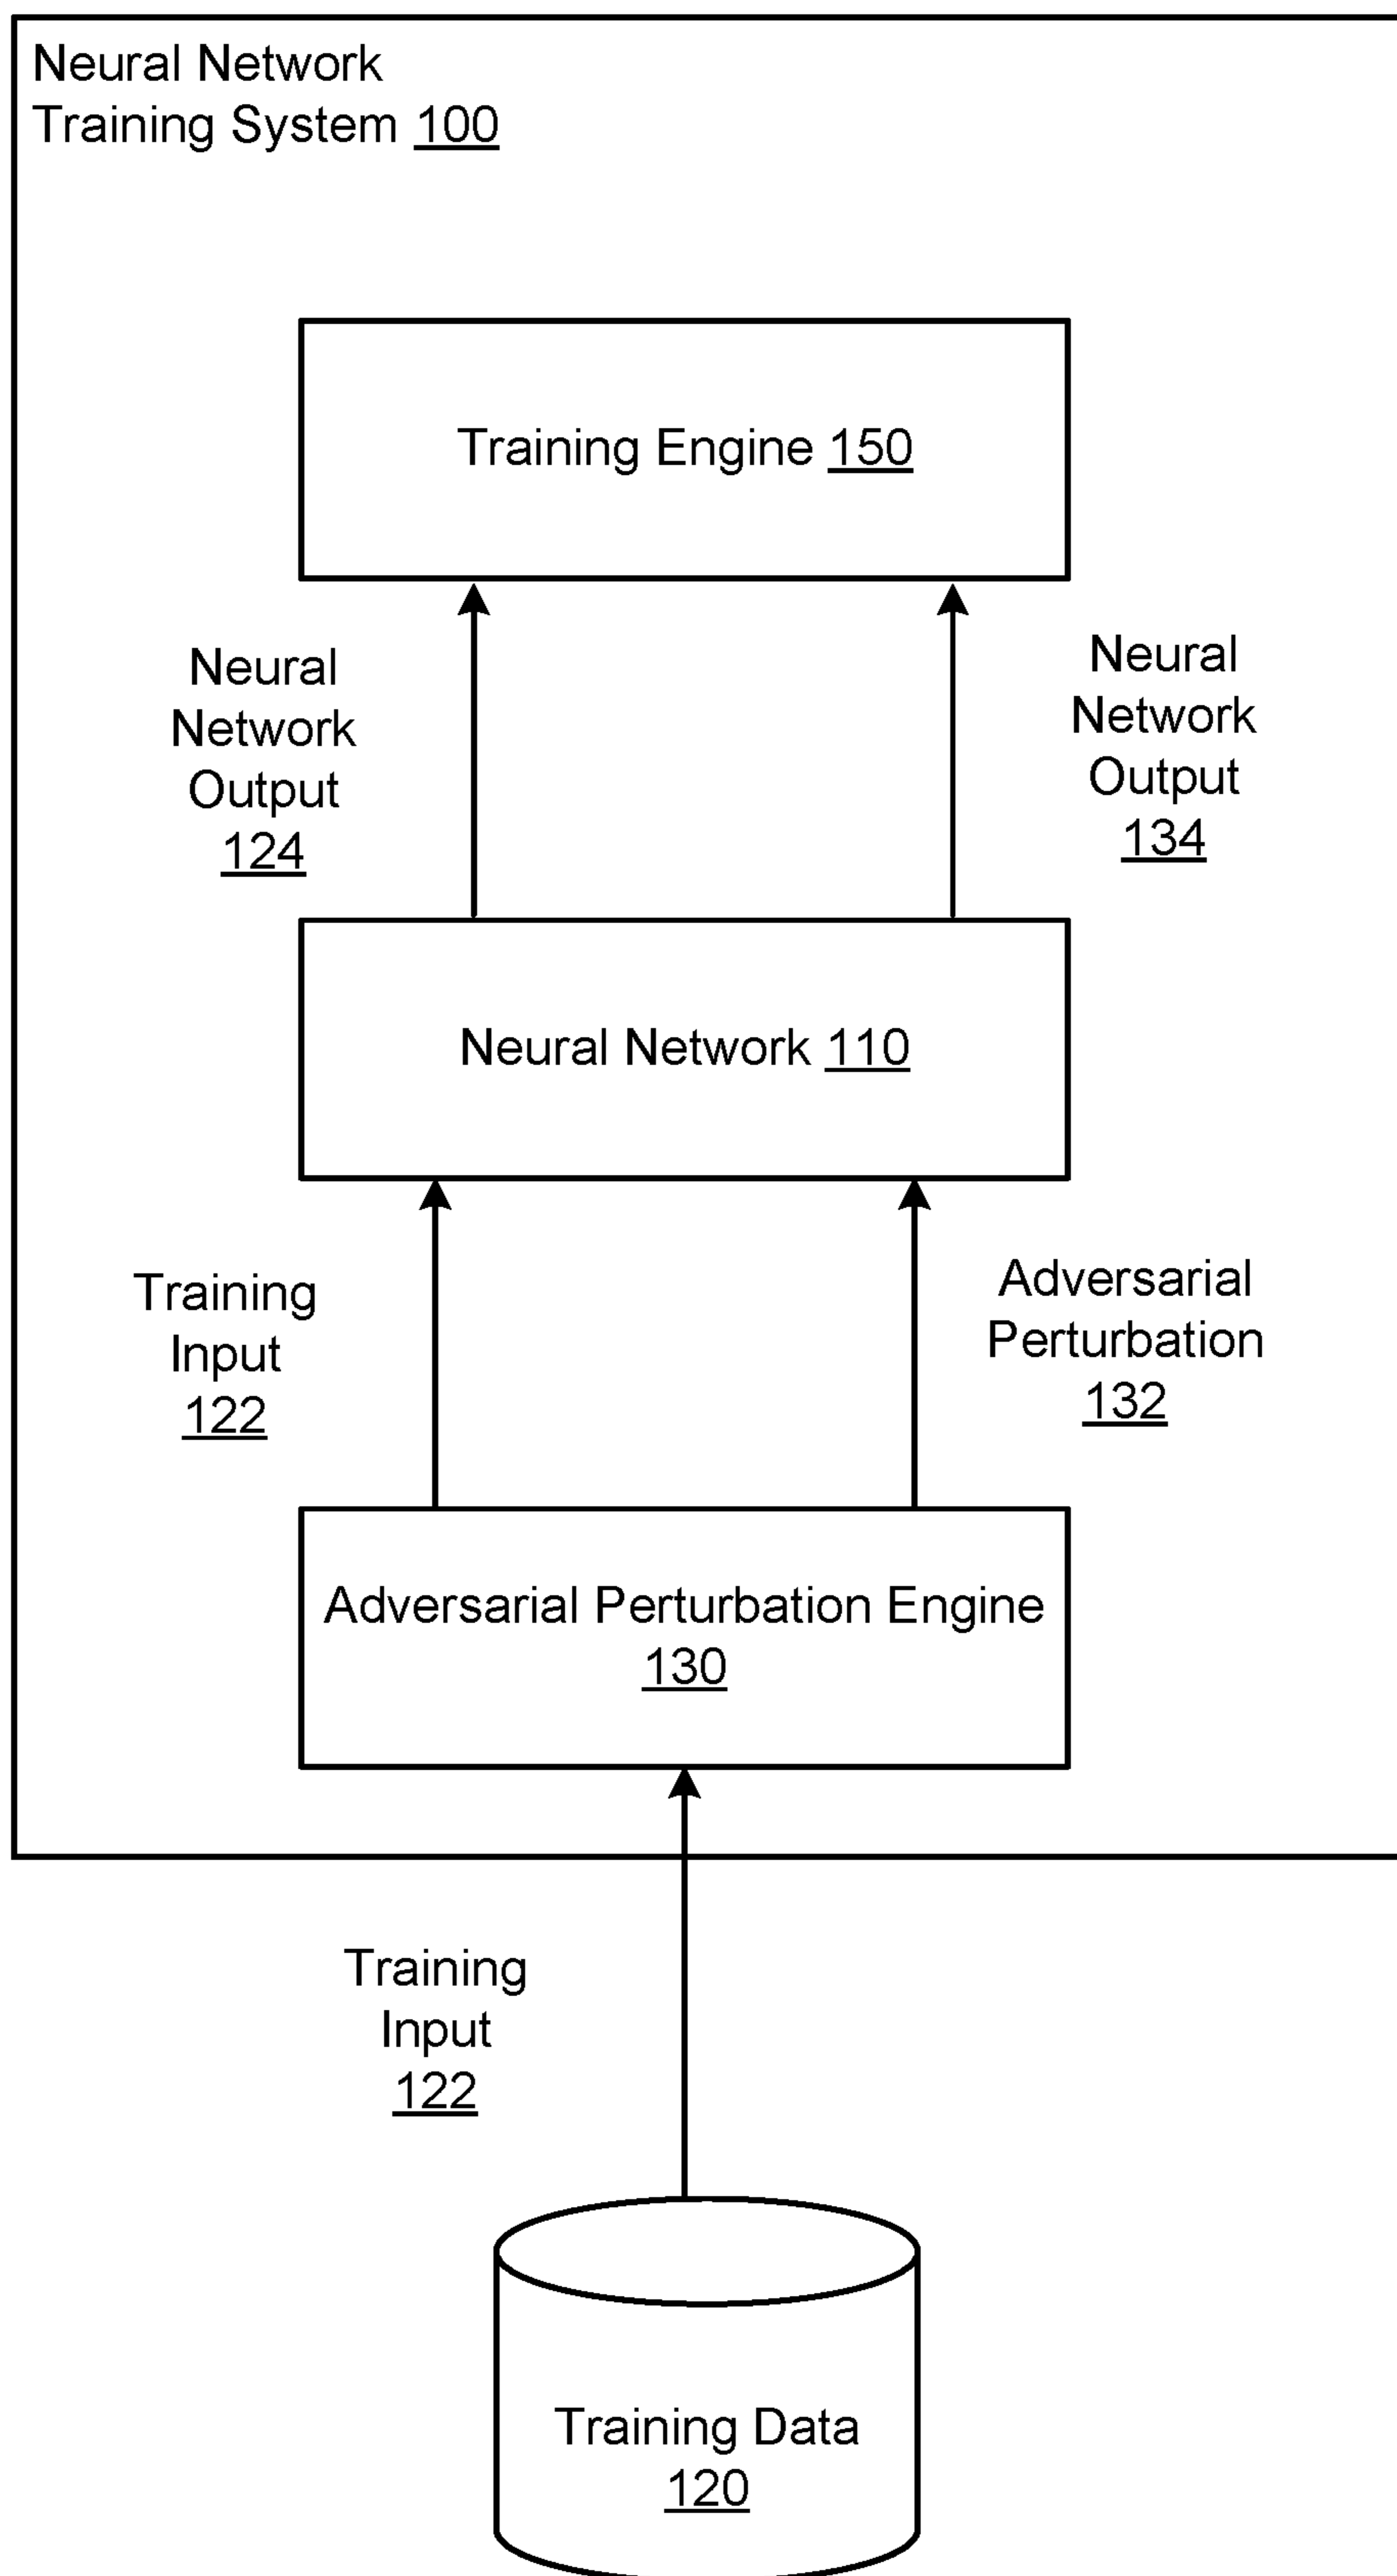 Neural Network
Training System 100
Training Engine 150
Neural
Network
Output
124
Neural
Network
Output
134
Neural Network 110
Training
Input
122
Adversarial
Perturbation
132
Adversarial Perturbation Engine
130
Training
Input
122
Training Data
120